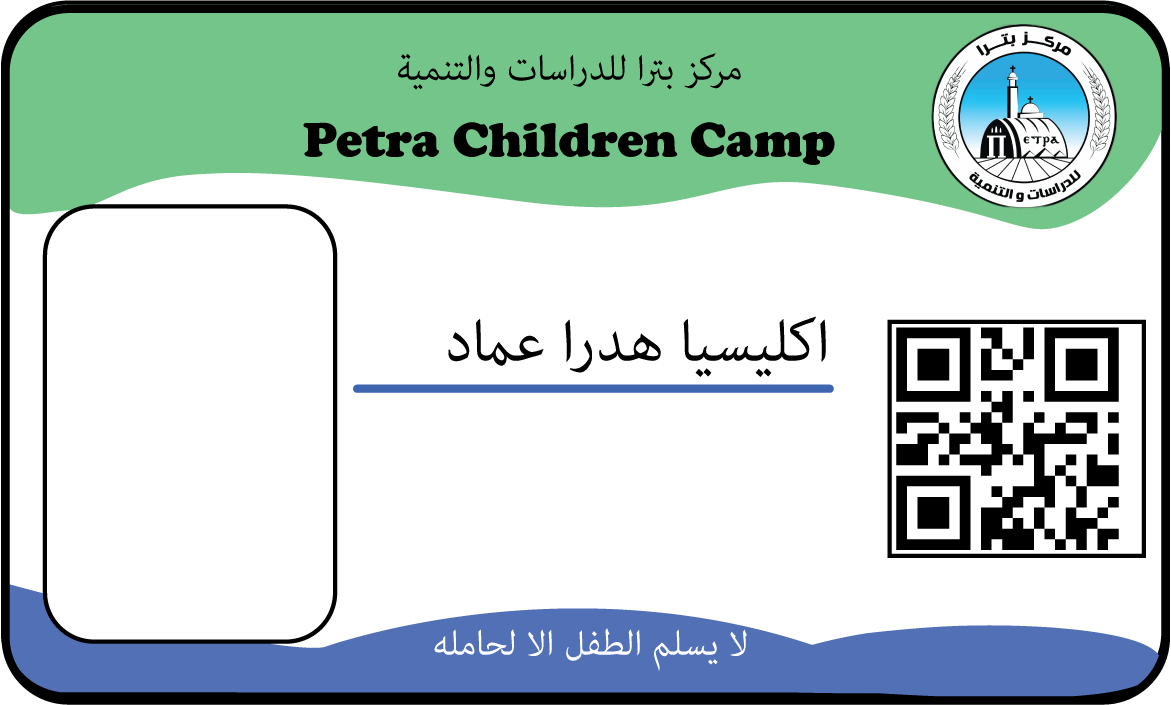 مركز بترا للدراسات والتنمية
Petra Children Camp
مركز بترا
ETPA
للدراسات و التنمية
اكليسيا هدرا عماد
لا يسلم الطفل الا لحامله